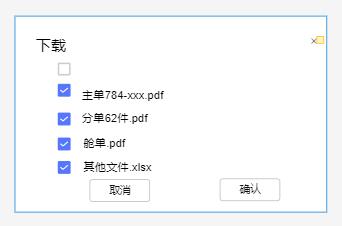 下载
主单784-xxx.pdf
分单62件.pdf
舱单.pdf
其他文件.xlsx
取消
确认